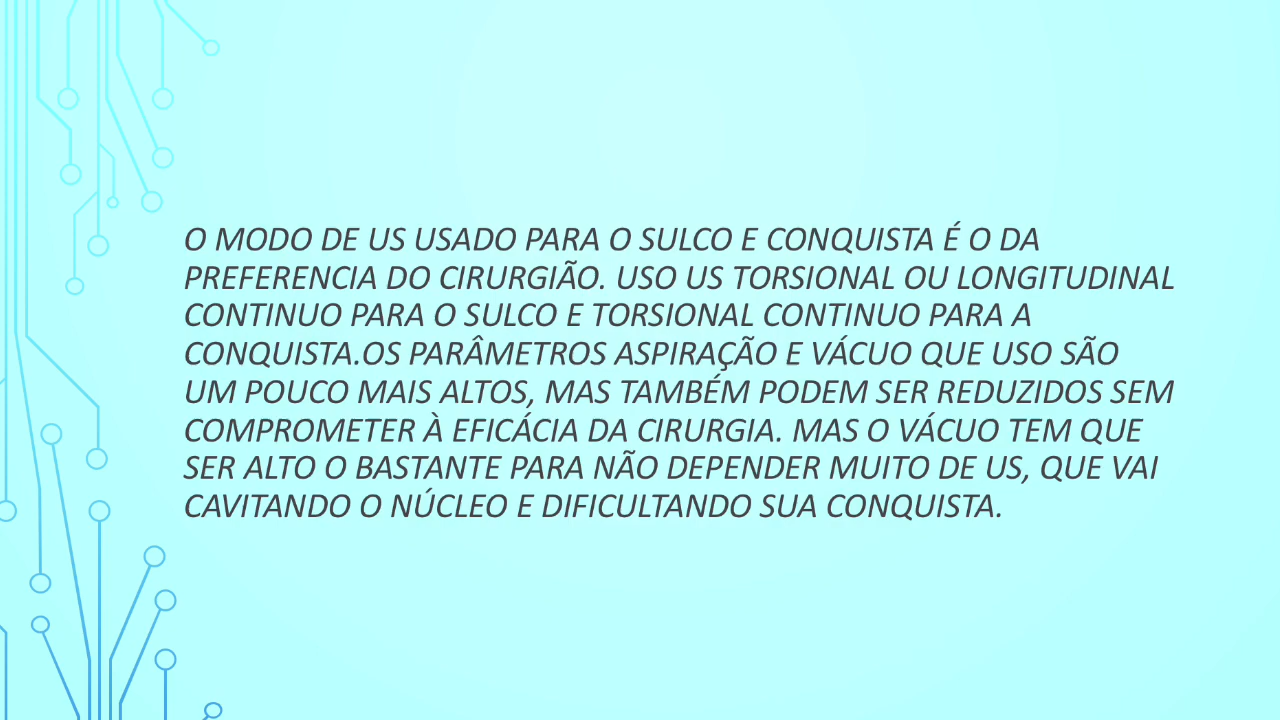 O MODO DE US USADO PARA O SULCO E CONQUISTA É O DA
PREFERENCIA DO CIRURGIÃO. USO US TORSIONAL OU LONGITUDINAL
CONTINUO PARA O SULCO E TORSIONAL CONTINUO PARA A
CONQUISTA.OS PARÂMETROS ASPIRAÇÃO E VÁCUO QUE USO SÃO
UM POUCO MAIS ALTOS, MAS TAMBÉM PODEM SER REDUZIDOS SEM
COMPROMETER À EFICÁCIA DA CIRURGIA. MAS O VÁCUO TEM QUE
SER ALTO O BASTANTE PARA NÃO DEPENDER MUITO DE US, QUE VAI
CAVITANDO O NÚCLEO E DIFICULTANDO SUA CONQUISTA.